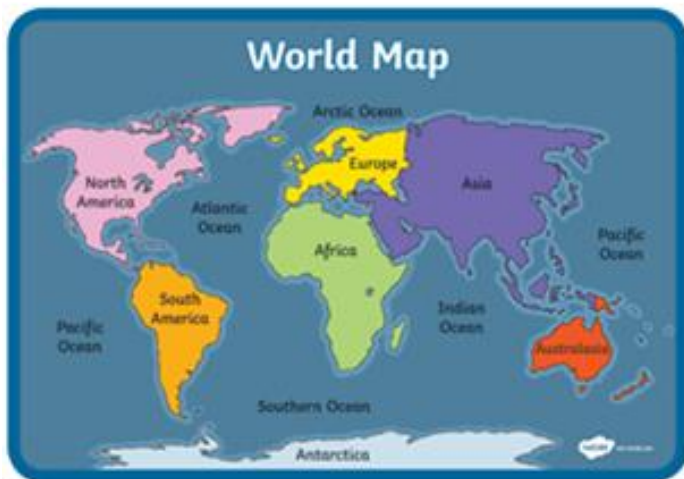 World Map
Arctic Ocean
Europe
Asia
North
America
Atlantic
Ocean
Pacific
Ocean
Africa
South
America
Indian
Ocean
Pacific
Ocean
Australasia
Southern Ocean
Antarctica